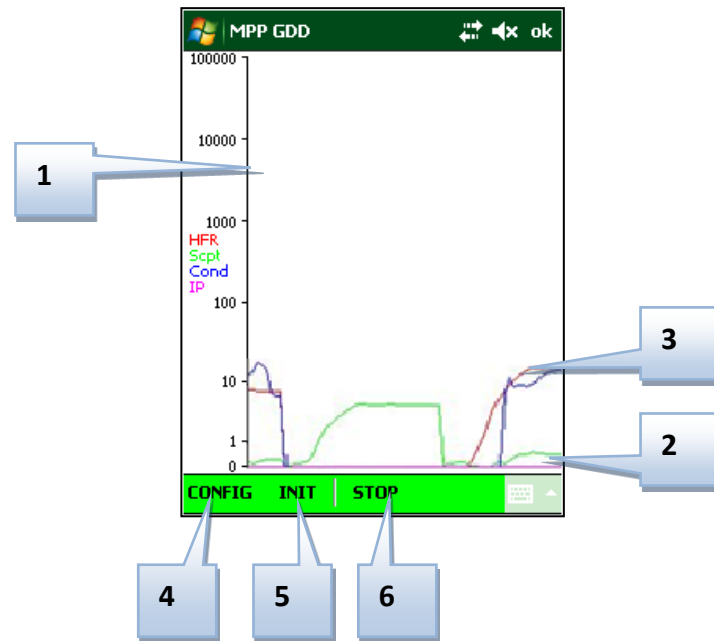 MPP GDD ok
100000
10000
1
1000
HFR
Scpt
Cond
IP
100
3
10
2
1
0
CONFIG INIT STOP
4 5 6